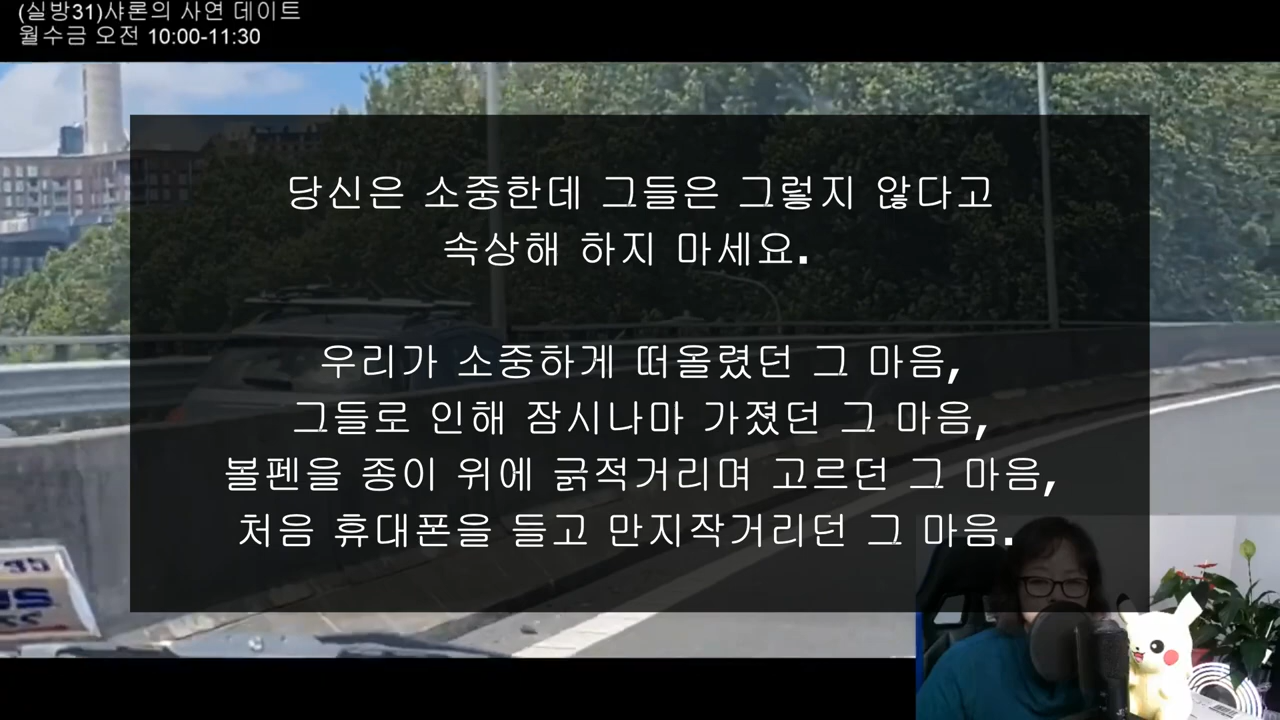 (실방31)샤론의 사연 데이트
월수금 오전 10:00-11:30
당신은 소중한데 그들은 그렇지 않다고
속상해 하지 마세요.
우리가 소중하게 떠올렸던 그 마음,
그들로 인해 잠시나마 가졌던 그 마음,
볼펜을 종이 위에 긁적거리며 고르던 그 마음,
처음 휴대폰을 들고 만지작거리던 그 마음.